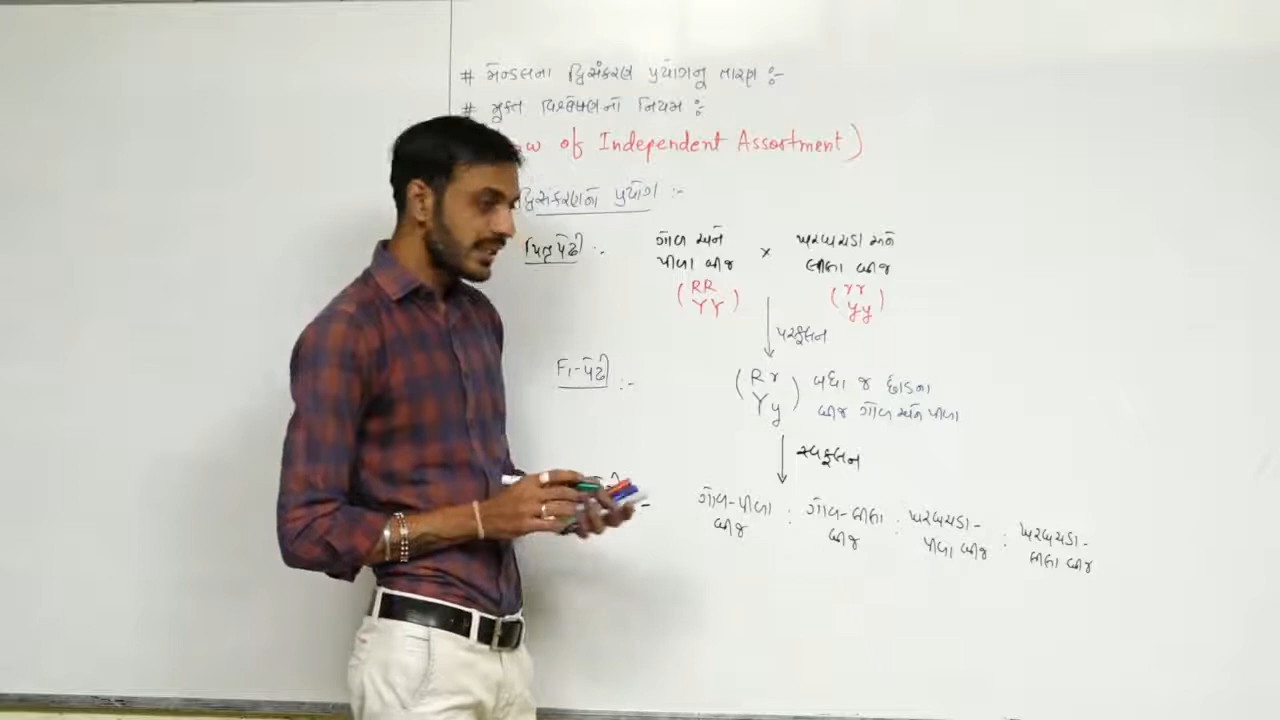 # મેન્ડલના દ્વિસંકરણ પ્રયોગનું તારણ :-
# મુક્ત વિશ્લેષણનો નિયમ :-
of Independent Assortment)
દ્વિસંકરણનો પ્રયોગ :-
પિતૃપેઢી :-
ગોળ અને
પીળા બીજ
(RR
YY)
×
ખરબચડા અને
લીલા બીજ
(rr
yy)
પરફલન
F1-પેઢી :-
(Rr
Yy)
બધા જ છોડના
બીજ ગોળ અને પીળા
સ્વફલન
ગોળ-પીળા બીજ : ગોળ-લીલા બીજ : ખરબચડા-પીળા બીજ : ખરબચડા-લીલા બીજ